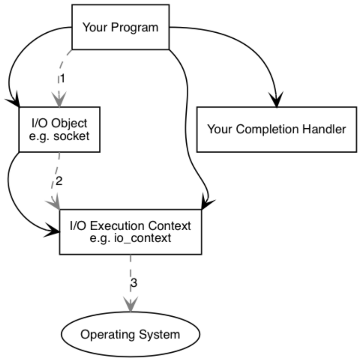 Your Program
1
I/O Object
e.g. socket
Your Completion Handler
2
I/O Execution Context
e.g. io_context
3
Operating System